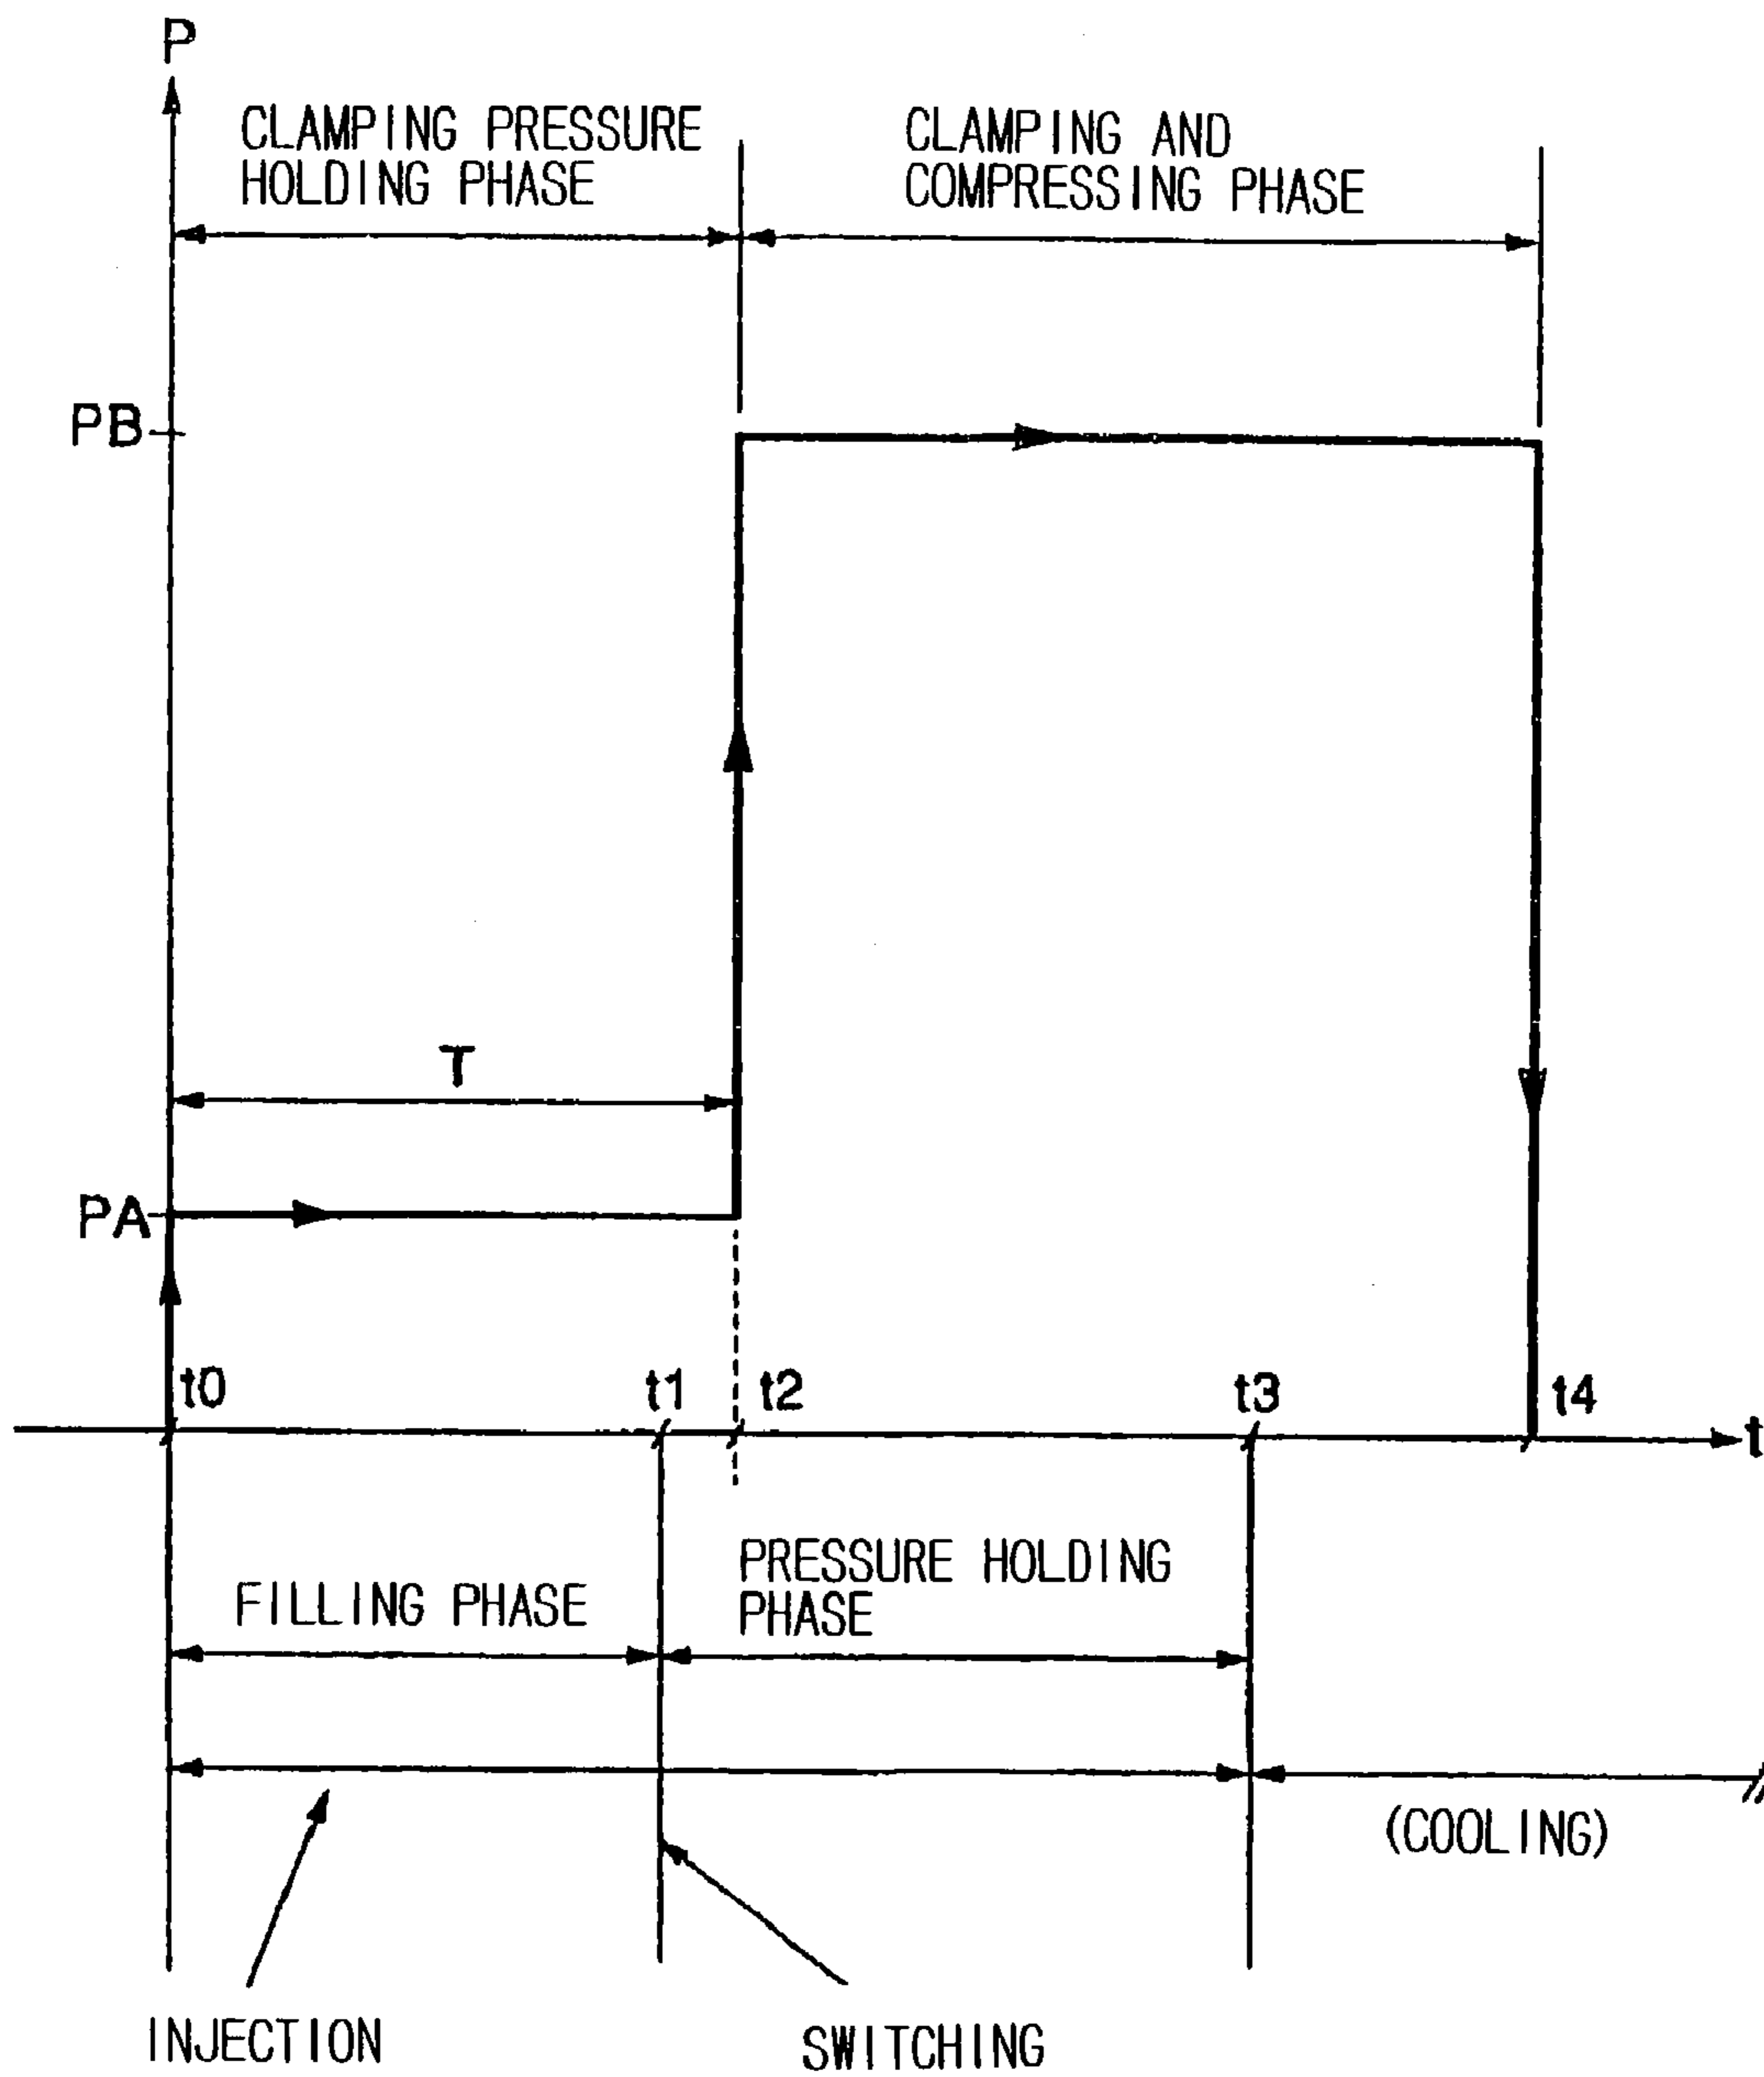 P
CLAMPING PRESSURE
HOLDING PHASE
CLAMPING AND
COMPRESSING PHASE
PB
T
PA
t0
t1
t2
t3
t4
t
FILLING PHASE
PRESSURE HOLDING
PHASE
(COOLING)
INJECTION
SWITCHING